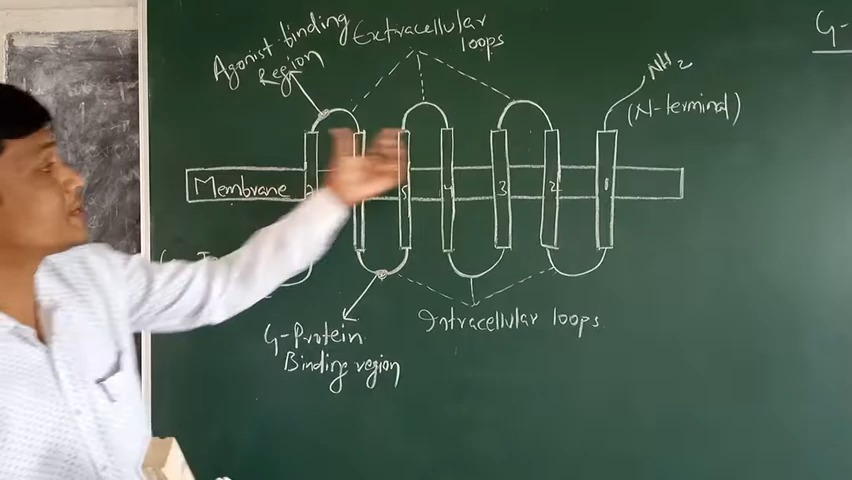 Agonist binding
Region
Extracellular
loops
G-
NH2
(N-terminal)
Membrane
7
5
4
3
2
1
G-Protein
Binding region
Intracellular loops